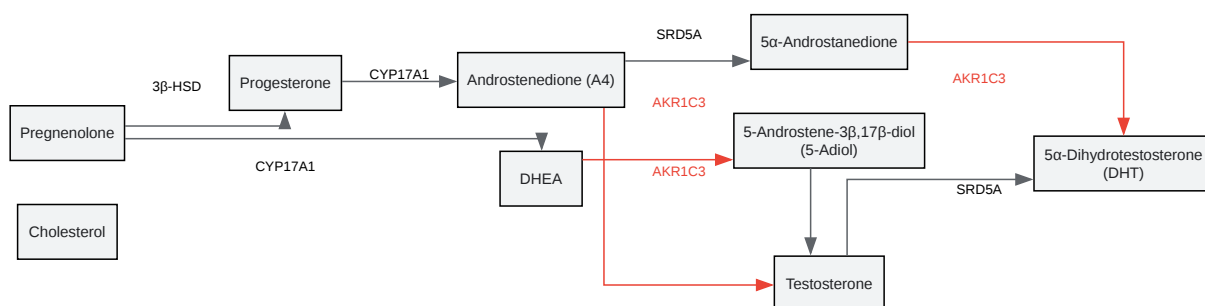 SRD5A
5α-Androstanedione
3β-HSD
Progesterone
CYP17A1
Androstenedione (A4)
AKR1C3
AKR1C3
Pregnenolone
5-Androstene-3β,17β-diol
(5-Adiol)
CYP17A1
DHEA
AKR1C3
5α-Dihydrotestosterone
(DHT)
SRD5A
Cholesterol
Testosterone